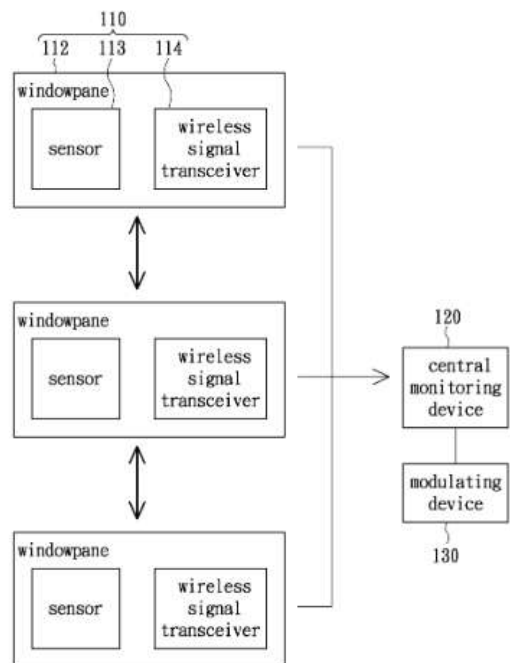 110
112 113 114
windowpane
sensor
wireless
signal
transceiver
windowpane
sensor
wireless
signal
transceiver
120
central
monitoring
device
modulating
device
130
windowpane
sensor
wireless
signal
transceiver